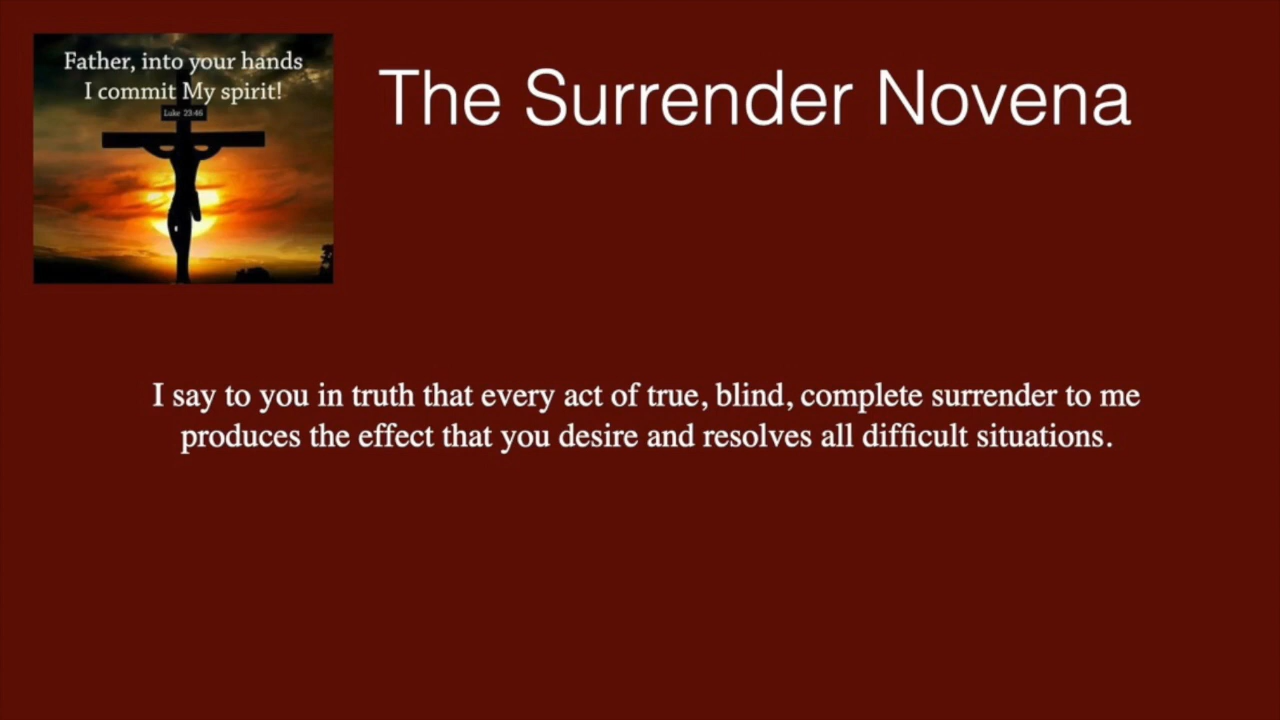 Father, into your hands
I commit My spirit!
Luke 23:46
The Surrender Novena
I say to you in truth that every act of true, blind, complete surrender to me
produces the effect that you desire and resolves all difficult situations.